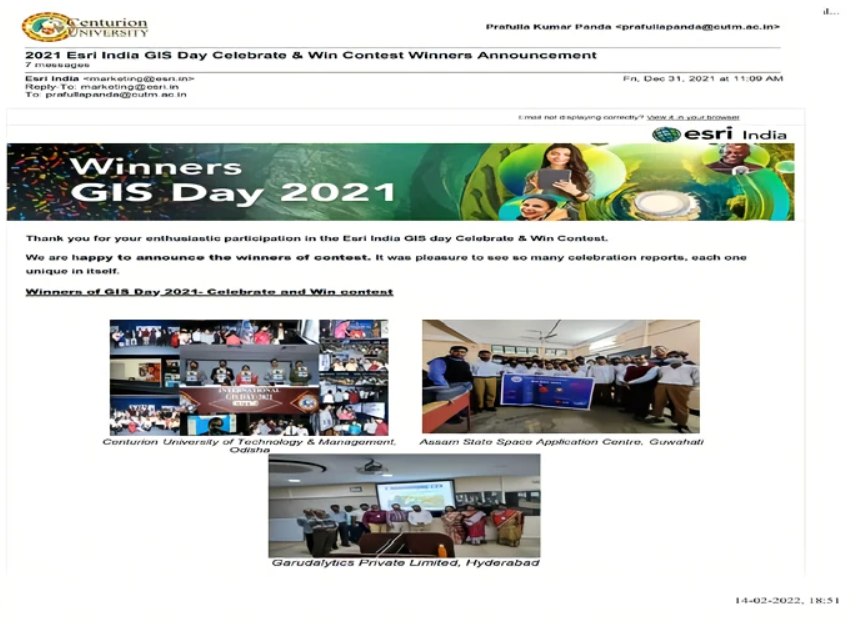 Centurion
UNIVERSITY
Prafulla Kumar Panda <prafullapanda@cutm.ac.in>
2021 Esri India GIS Day Celebrate & Win Contest Winners Announcement
7 messages
Esri India <marketing@esri.in>
Reply-To: marketing@esri.in
To: prafullapanda@cutm.ac.in
Fri, Dec 31, 2021 at 11:09 AM
Email not displaying correctly? View it in your browser
esri India
Winners
GIS Day 2021
Thank you for your enthusiastic participation in the Esri India GIS day Celebrate & Win Contest.
We are happy to announce the winners of contest. It was pleasure to see so many celebration reports, each one
unique in itself.
Winners of GIS Day 2021- Celebrate and Win contest
INTERNATIONAL
GIS DAY-2021
Centurion University of Technology & Management,
Odisha
Assam State Space Application Centre, Guwahati
Garudalytics Private Limited, Hyderabad
14-02-2022, 18:51